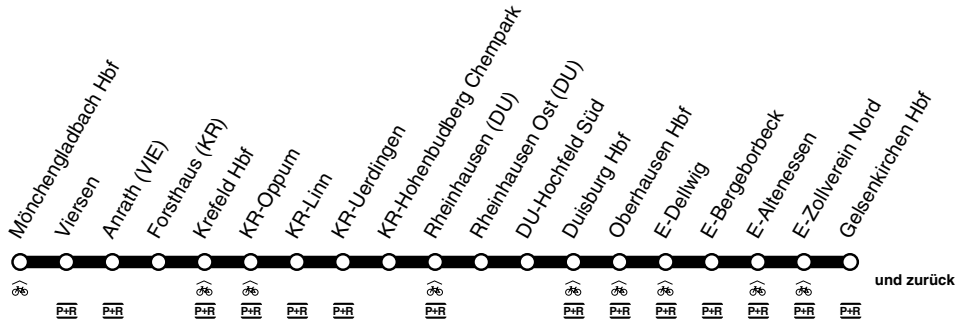 Mönchengladbach Hbf
Viersen
Anrath (VIE)
Forsthaus (KR)
Krefeld Hbf
KR-Oppum
KR-Linn
KR-Uerdingen
KR-Hohenbudberg Chempark
Rheinhausen (DU)
Rheinhausen Ost (DU)
DU-Hochfeld Süd
Duisburg Hbf
Oberhausen Hbf
E-Dellwig
E-Bergeborbeck
E-Altenessen
E-Zollverein Nord
Gelsenkirchen Hbf
und zurück
P+R P+R P+R P+R P+R P+R P+R P+R P+R P+R P+R P+R P+R P+R